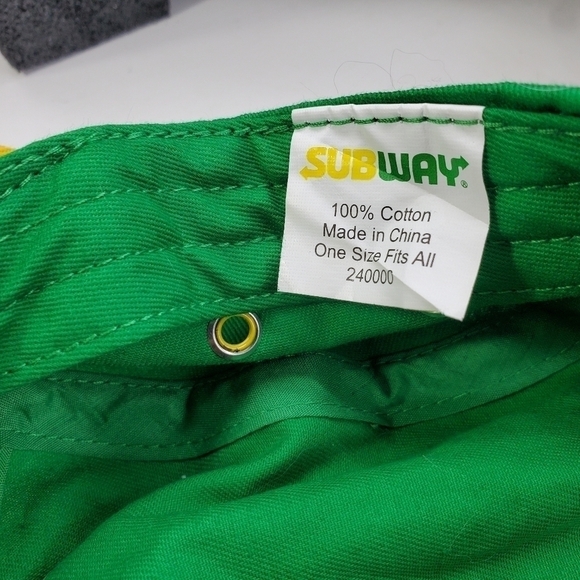 SUBWAY®
100% Cotton
Made in China
One Size Fits All
240000